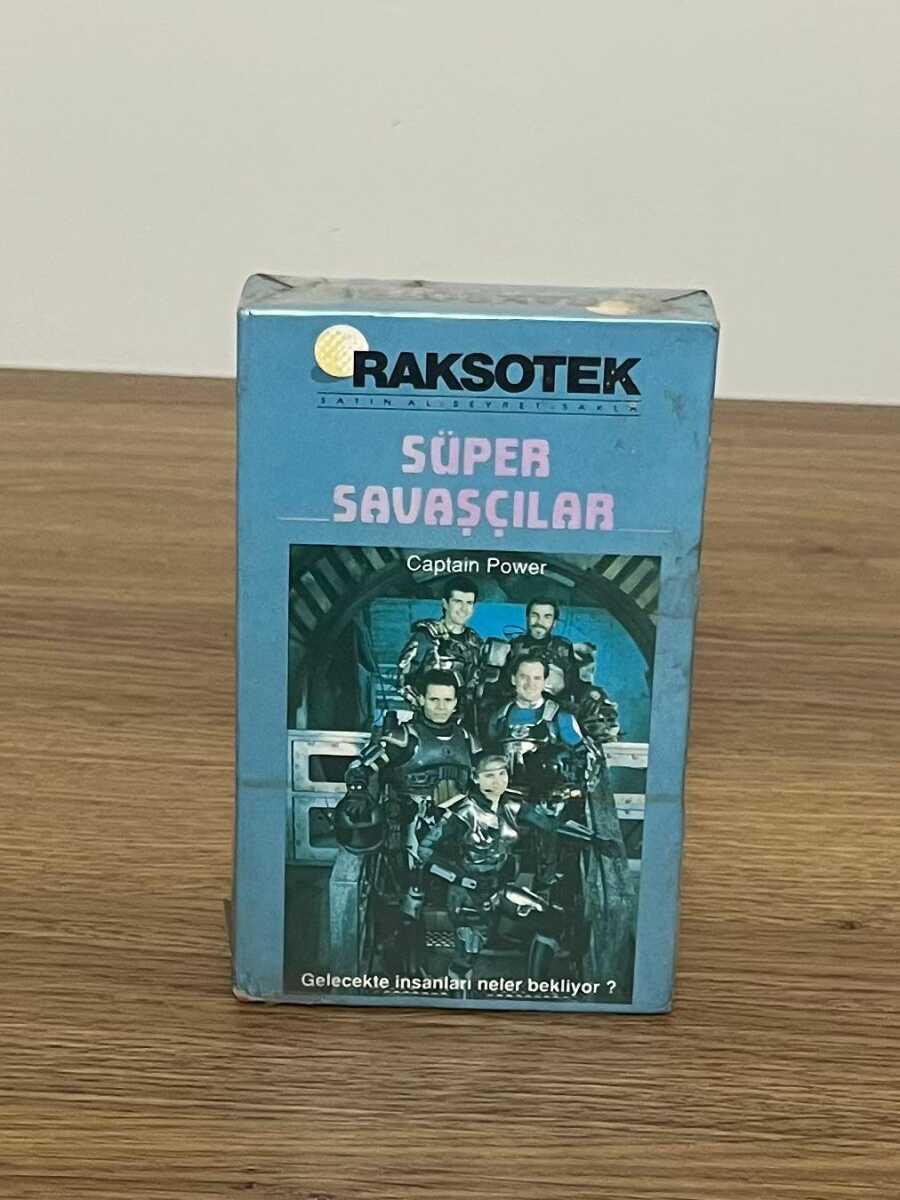 RAKSOTEK
SATIN AL-SEYRET-SAKLA
SÜPER
SAVAŞÇILAR
Captain Power
Gelecekte insanları neler bekliyor ?